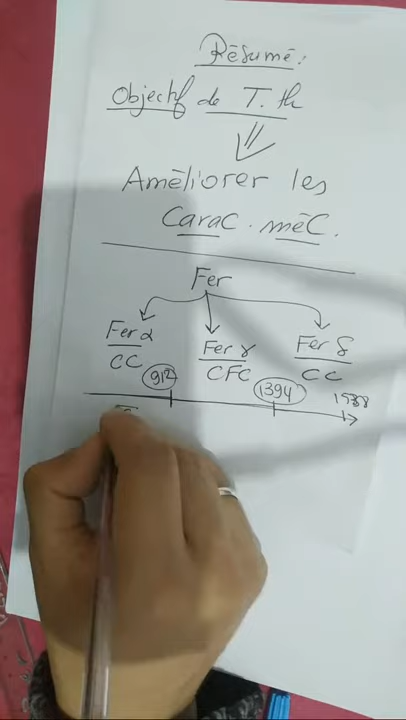 Résumé:
Objectif de T. th
Améliorer les
Carac. méc.
Fer
Fer α Fer γ Fer δ
CC CFC CC
912 1394 1538